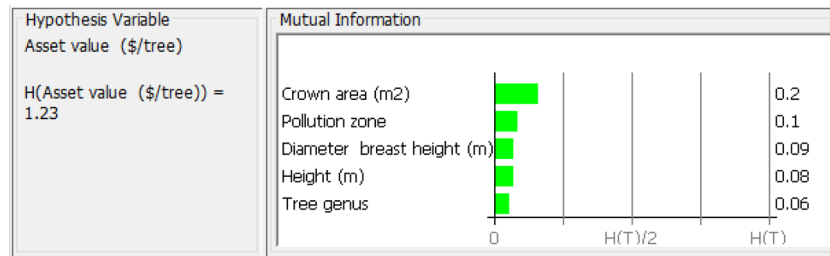 Hypothesis Variable
Asset value ($/tree)
H(Asset value ($/tree)) =
1.23
Mutual Information
Crown area (m2) 0.2
Pollution zone 0.1
Diameter breast height (m) 0.09
Height (m) 0.08
Tree genus 0.06
0 H(T)/2 H(T)